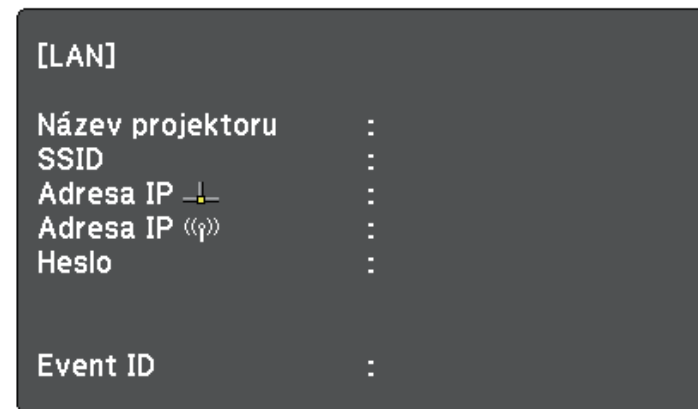 [LAN]
Název projektoru :
SSID :
Adresa IP :
Adresa IP :
Heslo :
Event ID :